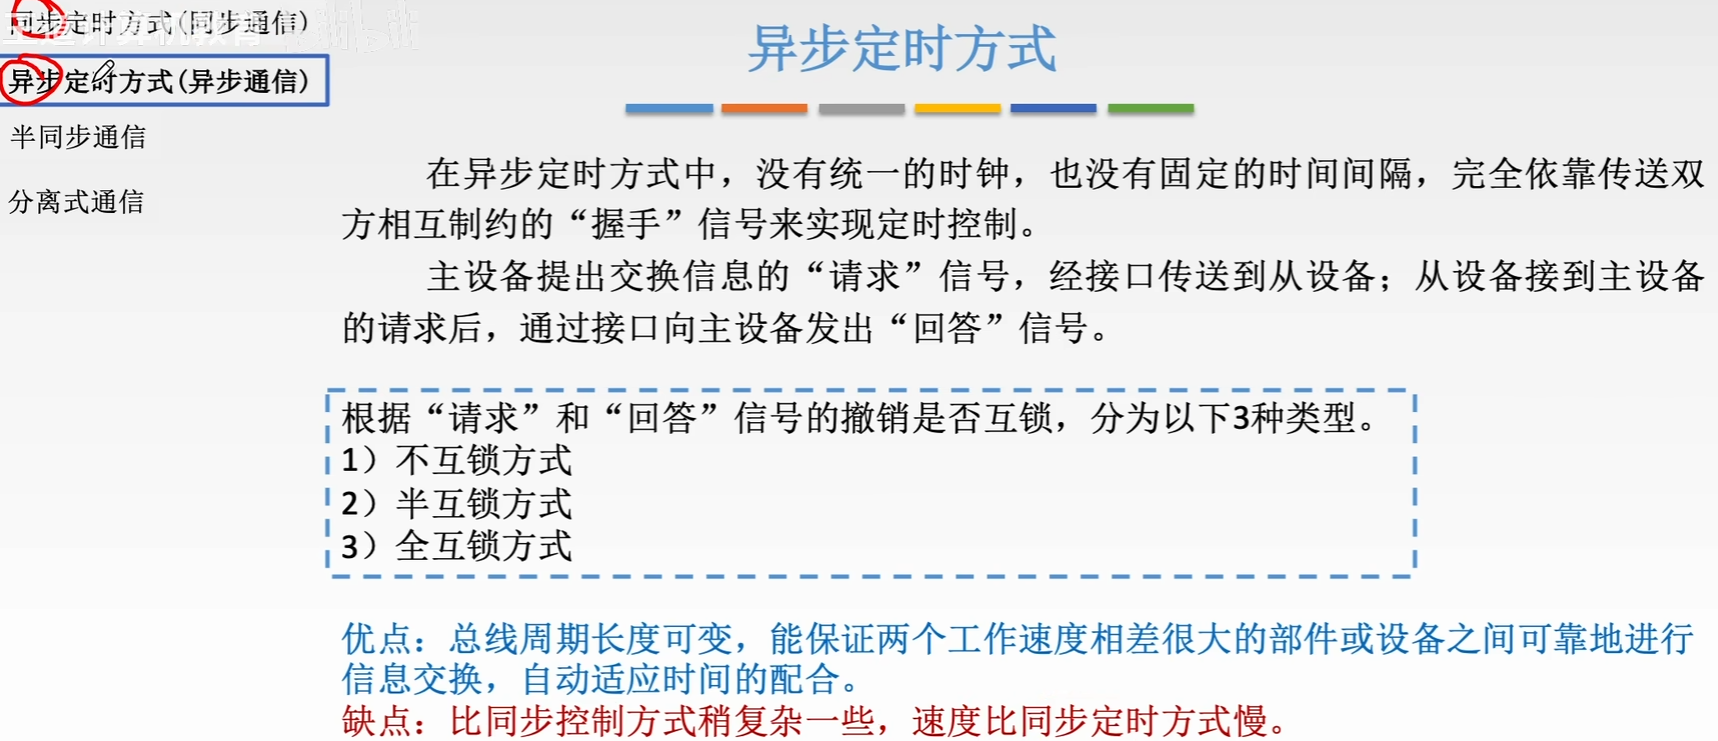 同步定时方式(同步通信)
异步定时方式(异步通信)
半同步通信
分离式通信
异步定时方式
在异步定时方式中，没有统一的时钟，也没有固定的时间间隔，完全依靠传送双
方相互制约的“握手”信号来实现定时控制。
主设备提出交换信息的“请求”信号，经接口传送到从设备；从设备接到主设备
的请求后，通过接口向主设备发出“回答”信号。
根据“请求”和“回答”信号的撤销是否互锁，分为以下3种类型。
1）不互锁方式
2）半互锁方式
3）全互锁方式
优点：总线周期长度可变，能保证两个工作速度相差很大的部件或设备之间可靠地进行
信息交换，自动适应时间的配合。
缺点：比同步控制方式稍复杂一些，速度比同步定时方式慢。